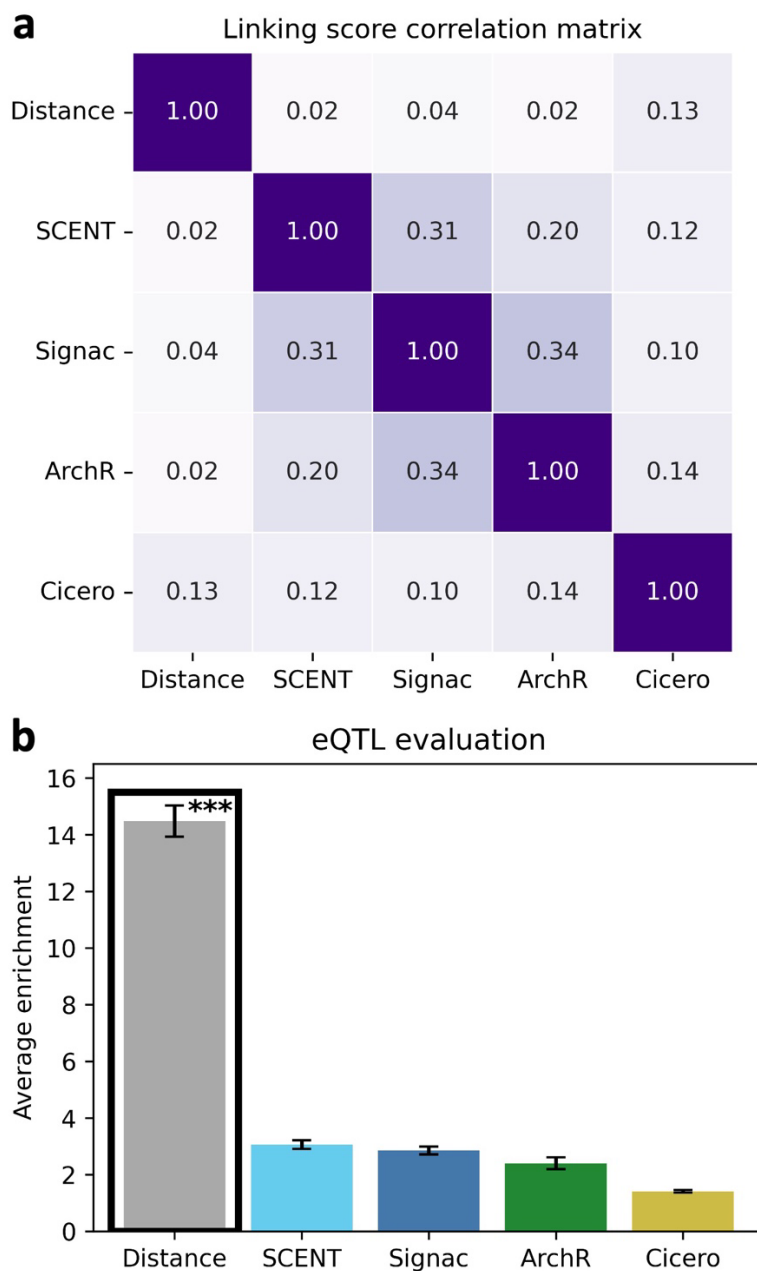 a
Linking score correlation matrix
Distance 1.00 0.02 0.04 0.02 0.13
SCENT 0.02 1.00 0.31 0.20 0.12
Signac 0.04 0.31 1.00 0.34 0.10
ArchR 0.02 0.20 0.34 1.00 0.14
Cicero 0.13 0.12 0.10 0.14 1.00
Distance SCENT Signac ArchR Cicero
b
eQTL evaluation
Average enrichment
16
14
12
10
8
6
4
2
0
***
Distance SCENT Signac ArchR Cicero